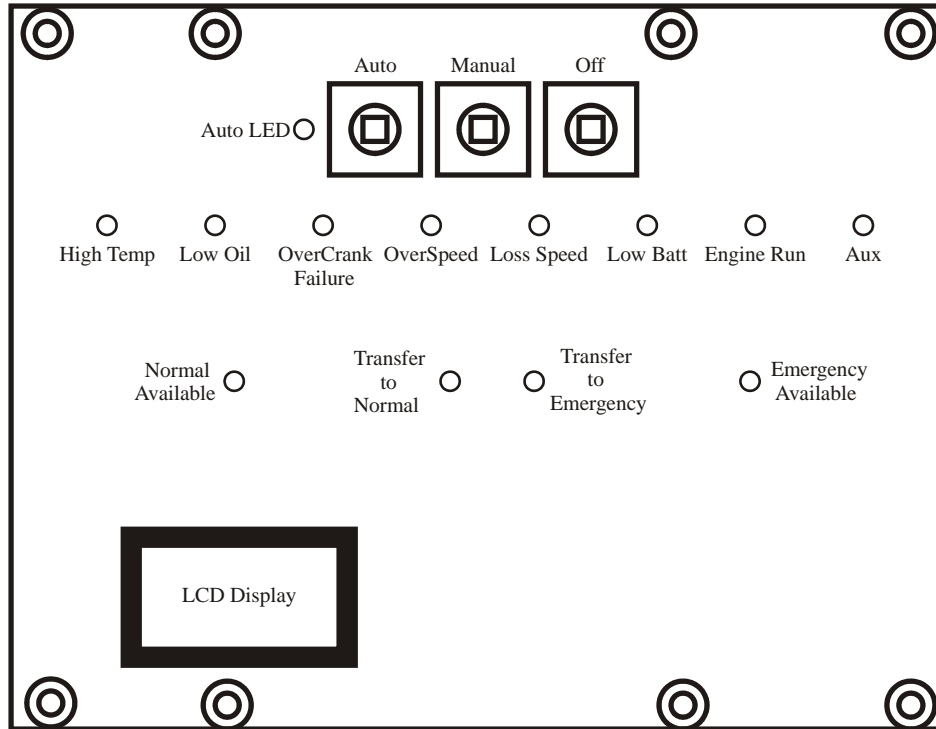 Auto Manual Off
Auto LED
High Temp Low Oil OverCrank OverSpeed Loss Speed Low Batt Engine Run Aux
Failure
Normal
Available
Transfer
to
Normal
Transfer
to
Emergency
Emergency
Available
LCD Display